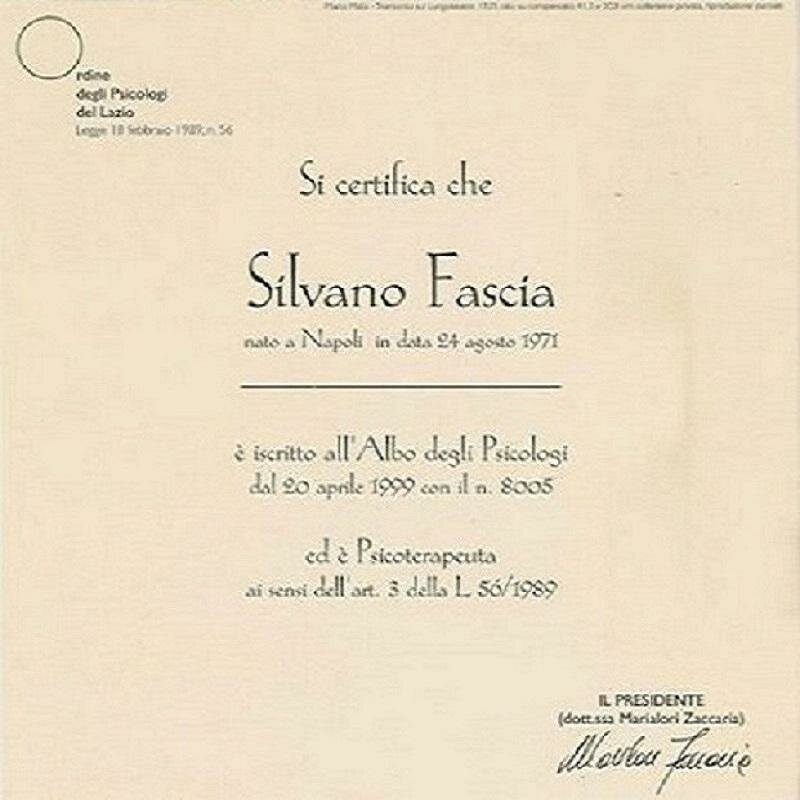 Ordine
degli Psicologi
del Lazio
Legge 18 febbraio 1989, n. 56
Si certifica che
Silvano Fascia
nato a Napoli in data 24 agosto 1971
è iscritto all'Albo degli Psicologi
dal 20 aprile 1999 con il n. 8005
ed è Psicoterapeuta
ai sensi dell'art. 3 della L 56/1989
IL PRESIDENTE
(dott.ssa Marialori Zaccaria)